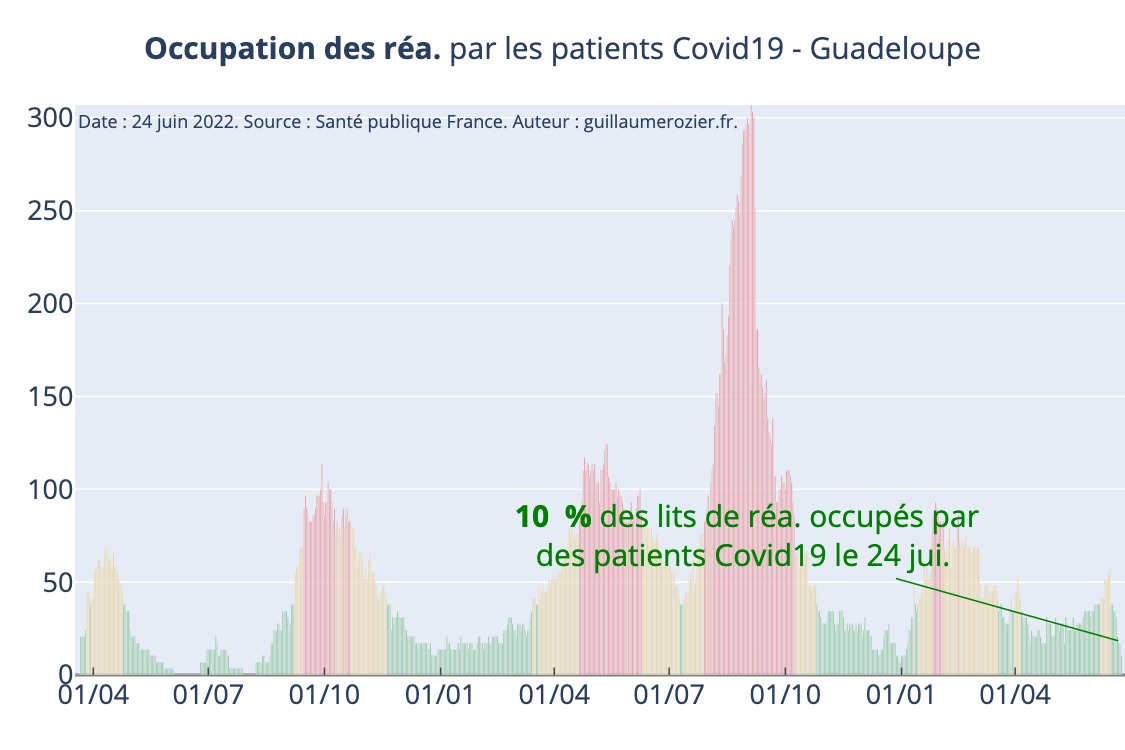 Occupation des réa. par les patients Covid19 - Guadeloupe
300
Date : 24 juin 2022. Source : Santé publique France. Auteur : guillaumerozier.fr.
250
200
150
100
10  % des lits de réa. occupés par
des patients Covid19 le 24 jui.
50
0
01/04 01/07 01/10 01/01 01/04 01/07 01/10 01/01 01/04